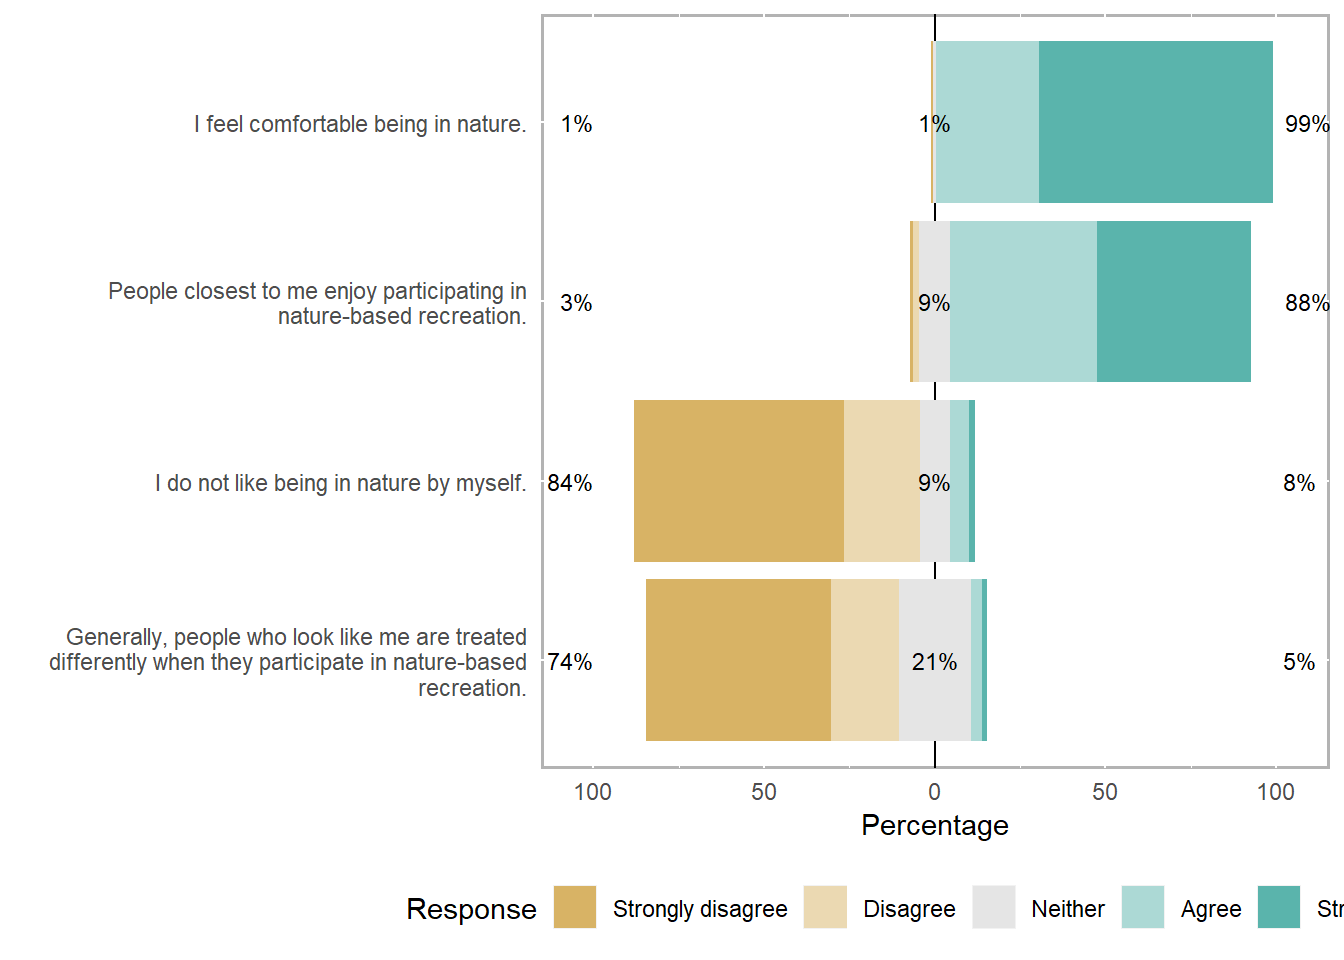 I feel comfortable being in nature.
1%
1%
99%
People closest to me enjoy participating in
nature-based recreation.
3%
9%
88%
I do not like being in nature by myself.
84%
9%
8%
Generally, people who look like me are treated
differently when they participate in nature-based
recreation.
74%
21%
5%
100 50 0 50 100
Percentage
Response Strongly disagree Disagree Neither Agree Str